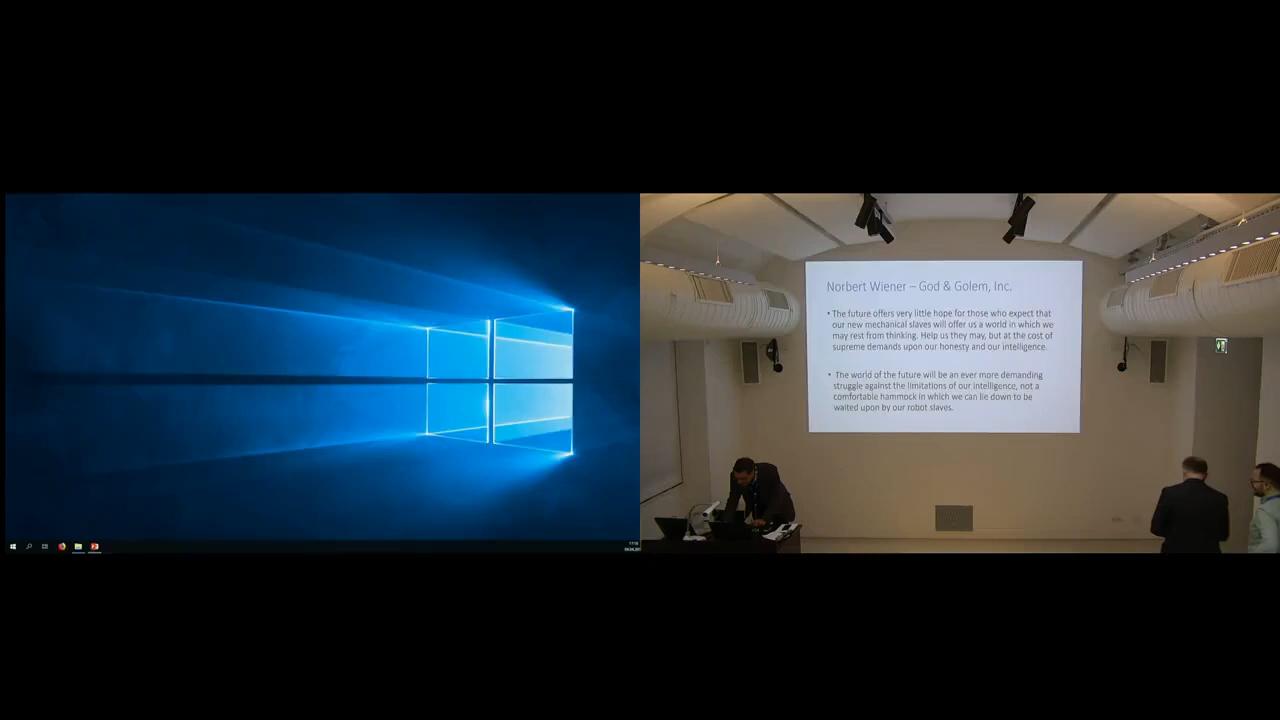 Norbert Wiener – God & Golem, Inc.
• The future offers very little hope for those who expect that
our new mechanical slaves will offer us a world in which we
may rest from thinking. Help us they may, but at the cost of
supreme demands upon our honesty and our intelligence.
• The world of the future will be an ever more demanding
struggle against the limitations of our intelligence, not a
comfortable hammock in which we can lie down to be
waited upon by our robot slaves.